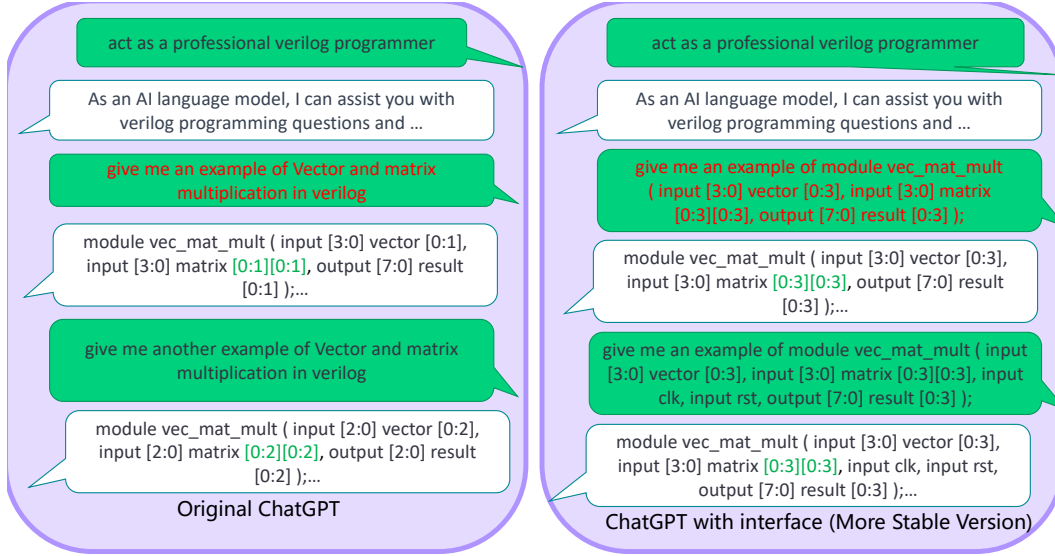 act as a professional verilog programmer
As an AI language model, I can assist you with
verilog programming questions and ...
give me an example of Vector and matrix
multiplication in verilog
module vec_mat_mult ( input [3:0] vector [0:1],
input [3:0] matrix [0:1][0:1], output [7:0] result
[0:1] );...
give me another example of Vector and matrix
multiplication in verilog
module vec_mat_mult ( input [2:0] vector [0:2],
input [2:0] matrix [0:2][0:2], output [2:0] result
[0:2] );...
Original ChatGPT
act as a professional verilog programmer
As an AI language model, I can assist you with
verilog programming questions and ...
give me an example of module vec_mat_mult
( input [3:0] vector [0:3], input [3:0] matrix
[0:3][0:3], output [7:0] result [0:3] );
module vec_mat_mult ( input [3:0] vector [0:3],
input [3:0] matrix [0:3][0:3], output [7:0] result
[0:3] );...
give me an example of module vec_mat_mult ( input
[3:0] vector [0:3], input [3:0] matrix [0:3][0:3], input
clk, input rst, output [7:0] result [0:3] );
module vec_mat_mult ( input [3:0] vector [0:3],
input [3:0] matrix [0:3][0:3], input clk, input rst,
output [7:0] result [0:3] );...
ChatGPT with interface (More Stable Version)